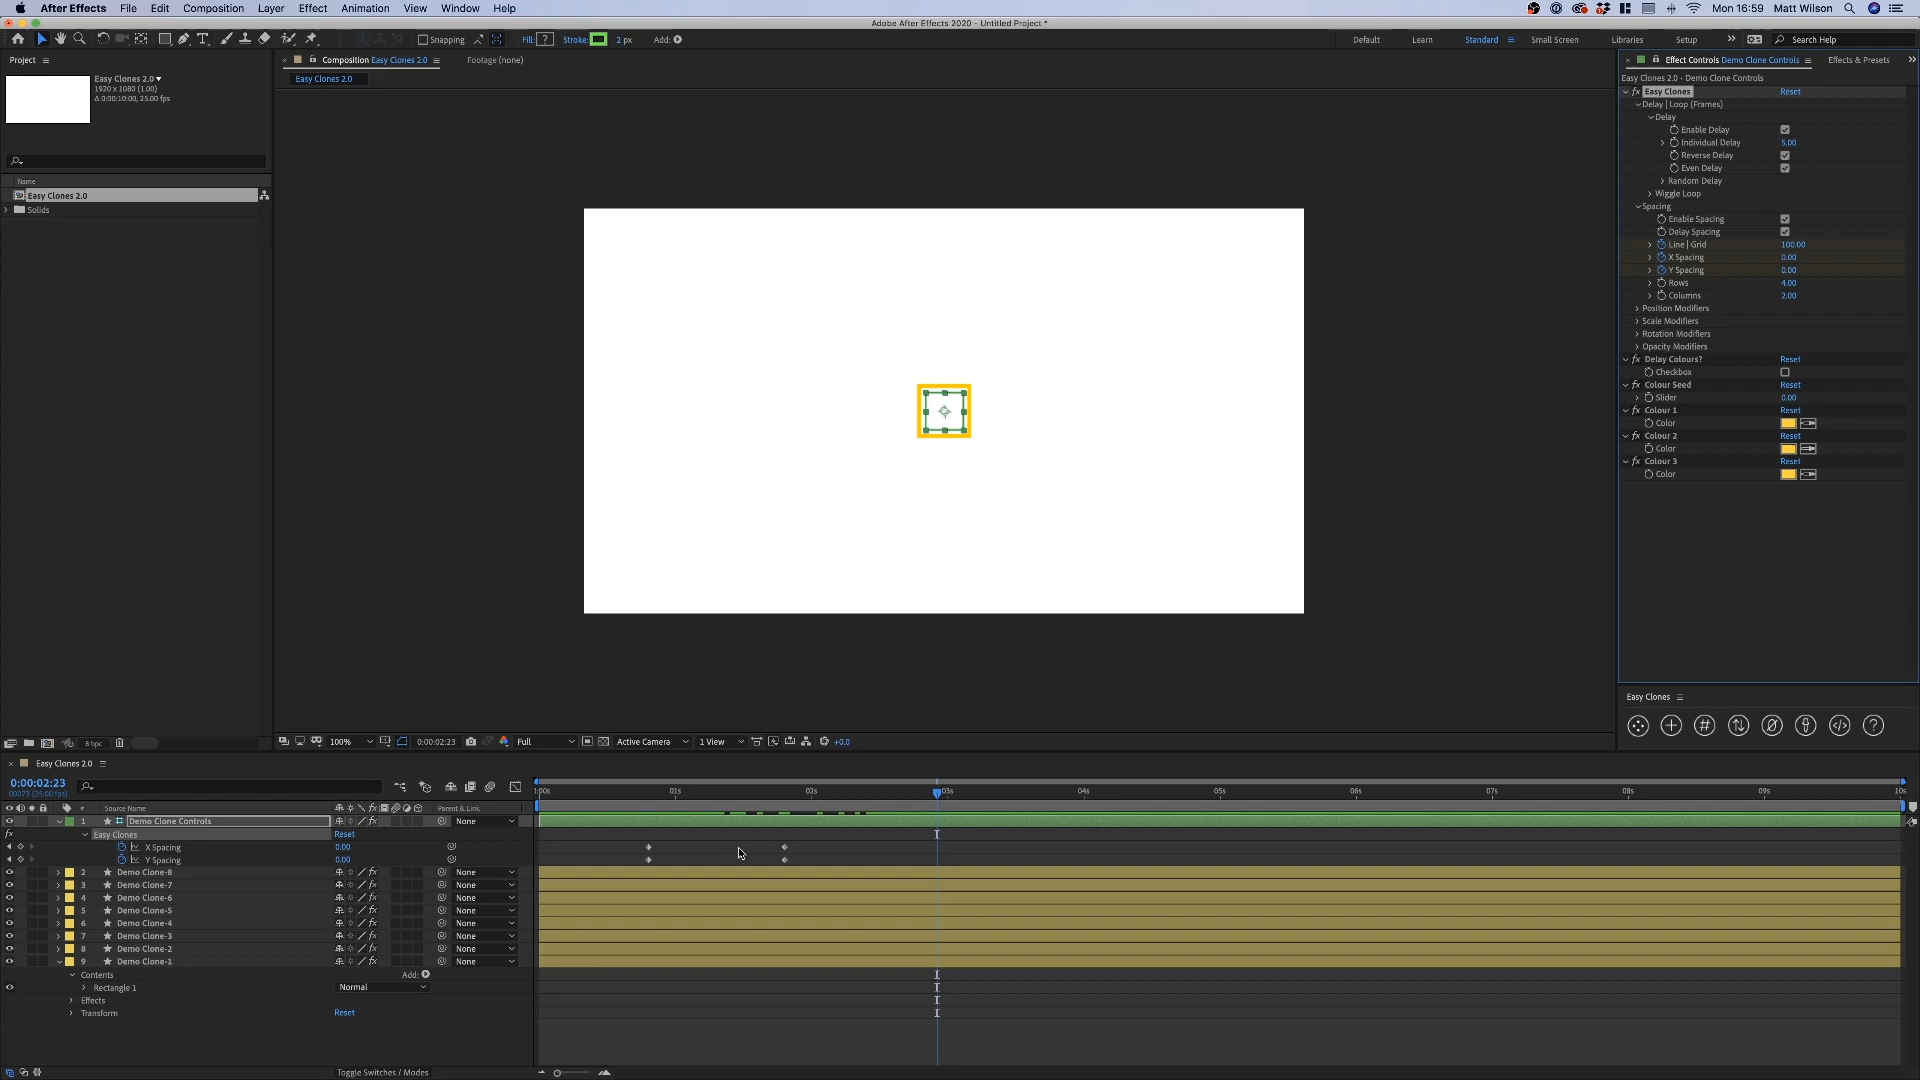 After Effects File Edit Composition Layer Effect Animation View Window Help Mon 16:59 Matt Wilson
Adobe After Effects 2020 - Untitled Project *
Snapping Fill: ? Stroke: 2 px Add: Default Learn Standard Small Screen Libraries Setup Search Help
Project
Composition Easy Clones 2.0 Footage (none)
Effect Controls Demo Clone Controls Effects & Presets
Easy Clones 2.0
1920 x 1080 (1.00)
Δ 0:00:10:00, 25.00 fps
Easy Clones 2.0
Easy Clones 2.0 - Demo Clone Controls
fx Easy Clones Reset
Delay | Loop (Frames)
Delay
Enable Delay
Individual Delay 5.00
Reverse Delay
Even Delay
Random Delay
Wiggle Loop
Spacing
Enable Spacing
Delay Spacing
Line | Grid 100.00
X Spacing 0.00
Y Spacing 0.00
Rows 4.00
Columns 2.00
Position Modifiers
Scale Modifiers
Rotation Modifiers
Opacity Modifiers
fx Delay Colours? Reset
Checkbox
fx Colour Seed Reset
Slider 0.00
fx Colour 1 Reset
Color
fx Colour 2 Reset
Color
fx Colour 3 Reset
Color
Name
Easy Clones 2.0
Solids
Easy Clones
8 bpc
100% 0:00:02:23 Full Active Camera 1 View +0.0
Easy Clones 2.0
0:00:02:23
00073 (25.00 fps)
:00s 01s 02s 03s 04s 05s 06s 07s 08s 09s 10s
# Source Name fx Parent & Link
1 Demo Clone Controls fx None
fx Easy Clones Reset
X Spacing 0.00
Y Spacing 0.00
2 Demo Clone-8 fx None
3 Demo Clone-7 fx None
4 Demo Clone-6 fx None
5 Demo Clone-5 fx None
6 Demo Clone-4 fx None
7 Demo Clone-3 fx None
8 Demo Clone-2 fx None
9 Demo Clone-1 fx None
Contents Add:
Rectangle 1 Normal
Effects
Transform Reset
Toggle Switches / Modes